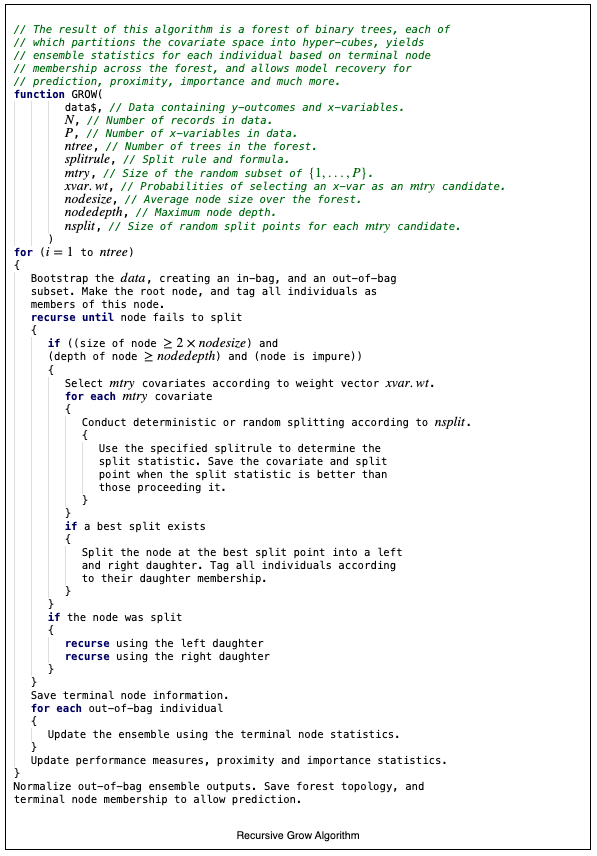 // The result of this algorithm is a forest of binary trees, each of
// which partitions the covariate space into hyper-cubes, yields
// ensemble statistics for each individual based on terminal node
// membership across the forest, and allows model recovery for
// prediction, proximity, importance and much more.
function GROW(
data$, // Data containing y-outcomes and x-variables.
N, // Number of records in data.
P, // Number of x-variables in data.
ntree, // Number of trees in the forest.
splitrule, // Split rule and formula.
mtry, // Size of the random subset of {1,...,P}.
xvar.wt, // Probabilities of selecting an x-var as an mtry candidate.
nodesize, // Average node size over the forest.
nodedepth, // Maximum node depth.
nsplit, // Size of random split points for each mtry candidate.
)
for (i = 1 to ntree)
{
Bootstrap the data, creating an in-bag, and an out-of-bag
subset. Make the root node, and tag all individuals as
members of this node.
recurse until node fails to split
{
if ((size of node ≥ 2 × nodesize) and
(depth of node ≥ nodedepth) and (node is impure))
{
Select mtry covariates according to weight vector xvar.wt.
for each mtry covariate
{
Conduct deterministic or random splitting according to nsplit.
{
Use the specified splitrule to determine the
split statistic. Save the covariate and split
point when the split statistic is better than
those proceeding it.
}
}
if a best split exists
{
Split the node at the best split point into a left
and right daughter. Tag all individuals according
to their daughter membership.
}
}
if the node was split
{
recurse using the left daughter
recurse using the right daughter
}
}
Save terminal node information.
for each out-of-bag individual
{
Update the ensemble using the terminal node statistics.
}
Update performance measures, proximity and importance statistics.
}
Normalize out-of-bag ensemble outputs. Save forest topology, and
terminal node membership to allow prediction.
Recursive Grow Algorithm